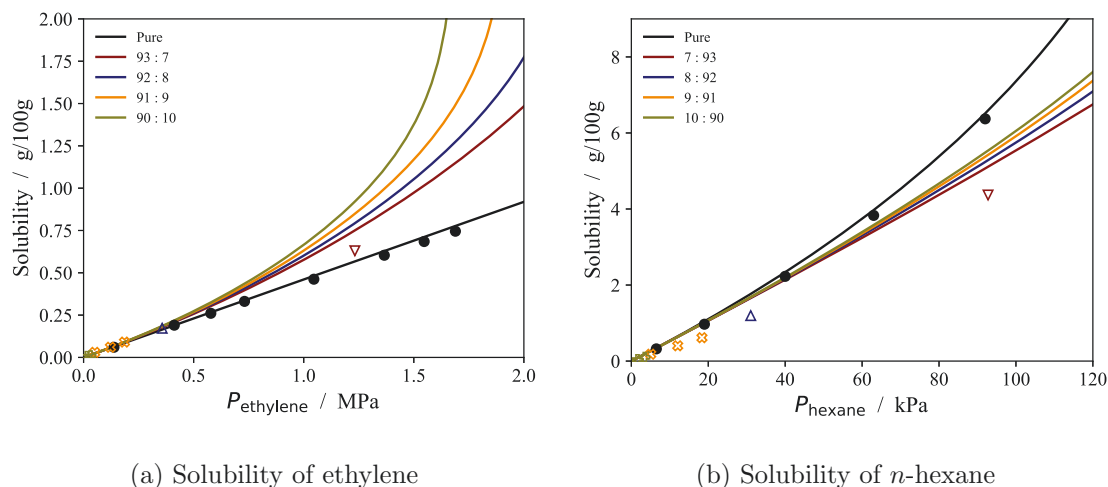 2.00
1.75
1.50
1.25
1.00
0.75
0.50
0.25
0.00
Solubility / g/100g
Pure
93 : 7
92 : 8
91 : 9
90 : 10
0.0
0.5
1.0
1.5
2.0
P_ethylene / MPa
(a) Solubility of ethylene
8
6
4
2
0
Solubility / g/100g
Pure
7 : 93
8 : 92
9 : 91
10 : 90
0
20
40
60
80
100
120
P_hexane / kPa
(b) Solubility of n-hexane